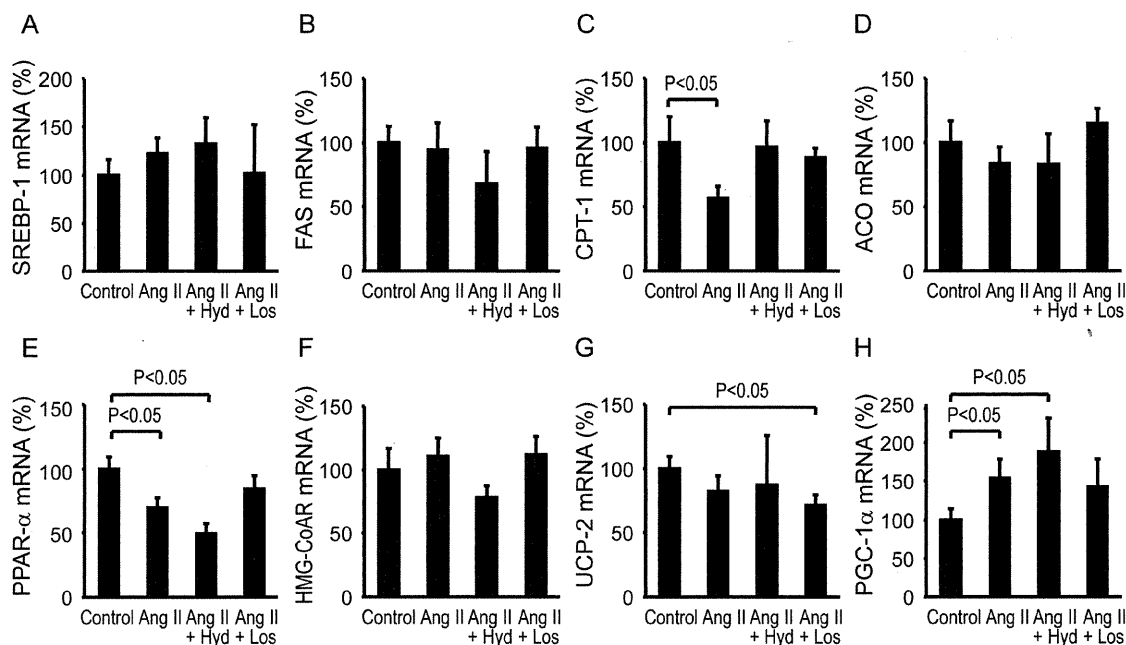 A
SREBP-1 mRNA (%)
200
150
100
50
0
Control Ang II Ang II Ang II
+ Hyd + Los
B
FAS mRNA (%)
150
100
50
0
Control Ang II Ang II Ang II
+ Hyd + Los
C
CPT-1 mRNA (%)
150
100
50
0
P<0.05
Control Ang II Ang II Ang II
+ Hyd + Los
D
ACO mRNA (%)
150
100
50
0
Control Ang II Ang II Ang II
+ Hyd + Los
E
PPAR-α mRNA (%)
150
100
50
0
P<0.05
P<0.05
Control Ang II Ang II Ang II
+ Hyd + Los
F
HMG-CoAR mRNA (%)
150
100
50
0
Control Ang II Ang II Ang II
+ Hyd + Los
G
UCP-2 mRNA (%)
150
100
50
0
P<0.05
Control Ang II Ang II Ang II
+ Hyd + Los
H
PGC-1α mRNA (%)
250
200
150
100
50
0
P<0.05
P<0.05
Control Ang II Ang II Ang II
+ Hyd + Los